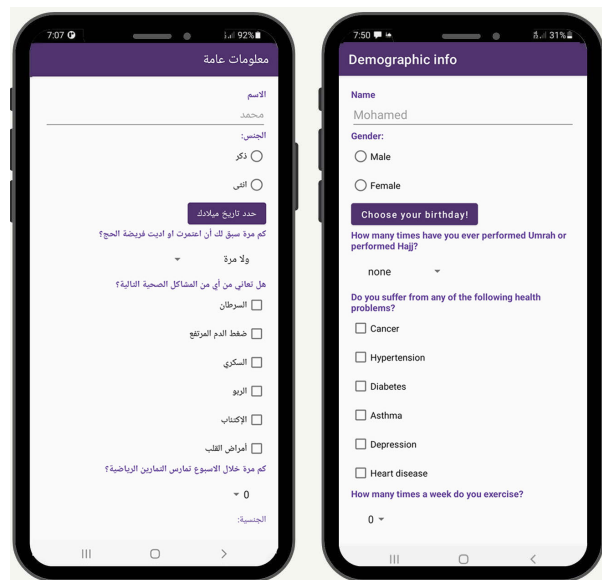 7:07
92%
معلومات عامة
الاسم
محمد
الجنس:
ذكر
انثى
حدد تاريخ ميلادك
كم مرة سبق لك أن اعتمرت او اديت فريضة الحج؟
ولا مرة
هل تعاني من أي من المشاكل الصحية التالية؟
السرطان
ضغط الدم المرتفع
السكري
الربو
الإكتئاب
أمراض القلب
كم مرة خلال الاسبوع تمارس التمارين الرياضية؟
0
الجنسية:
7:50
31%
Demographic info
Name
Mohamed
Gender:
Male
Female
Choose your birthday!
How many times have you ever performed Umrah or
performed Hajj?
none
Do you suffer from any of the following health
problems?
Cancer
Hypertension
Diabetes
Asthma
Depression
Heart disease
How many times a week do you exercise?
0